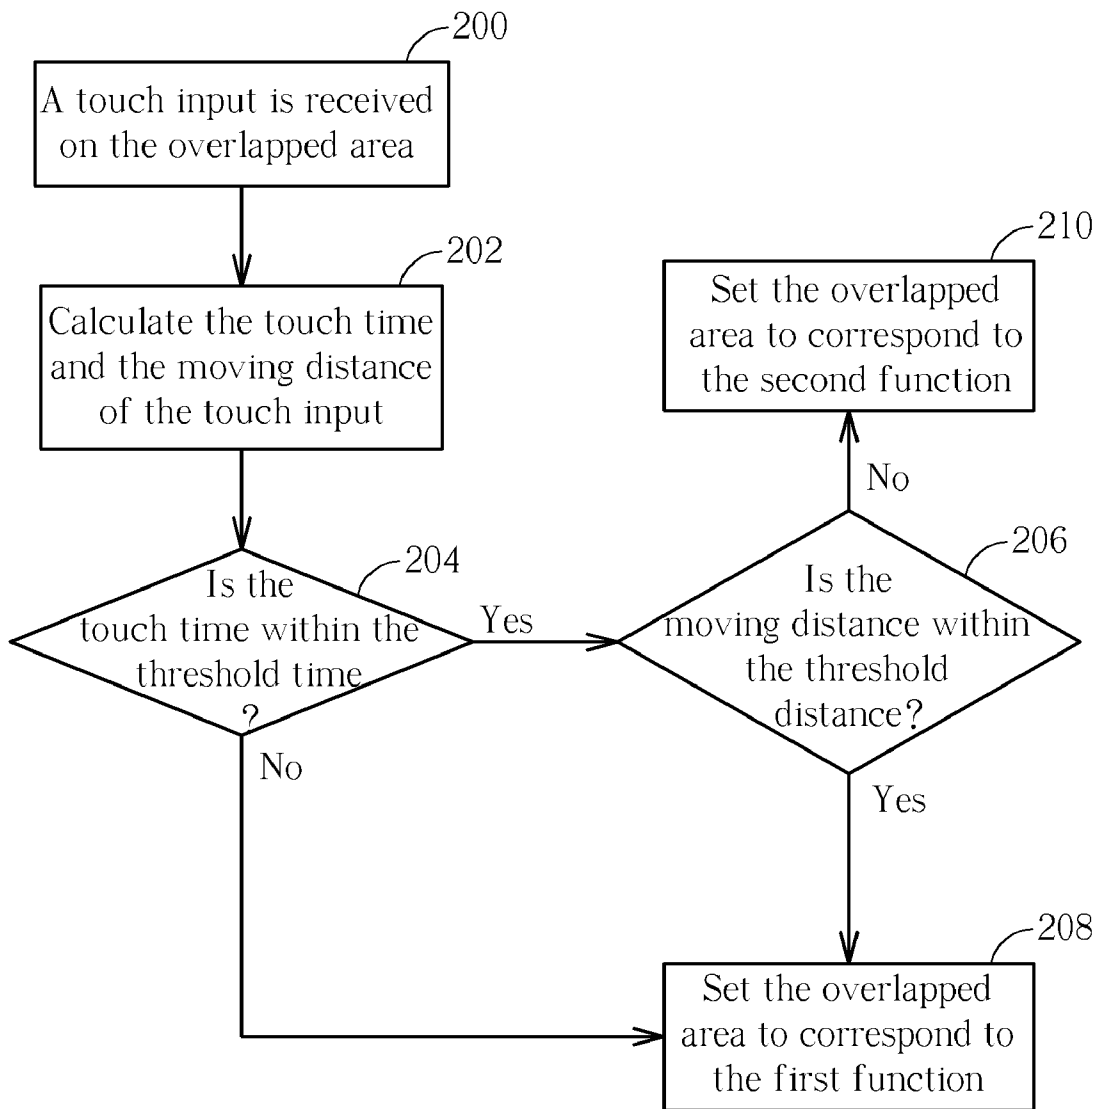 200
A touch input is received
on the overlapped area
202
Calculate the touch time
and the moving distance
of the touch input
204
Is the
touch time within the
threshold time
?
Yes
No
206
Is the
moving distance within
the threshold
distance?
No
Yes
210
Set the overlapped
area to correspond to
the second function
208
Set the overlapped
area to correspond to
the first function